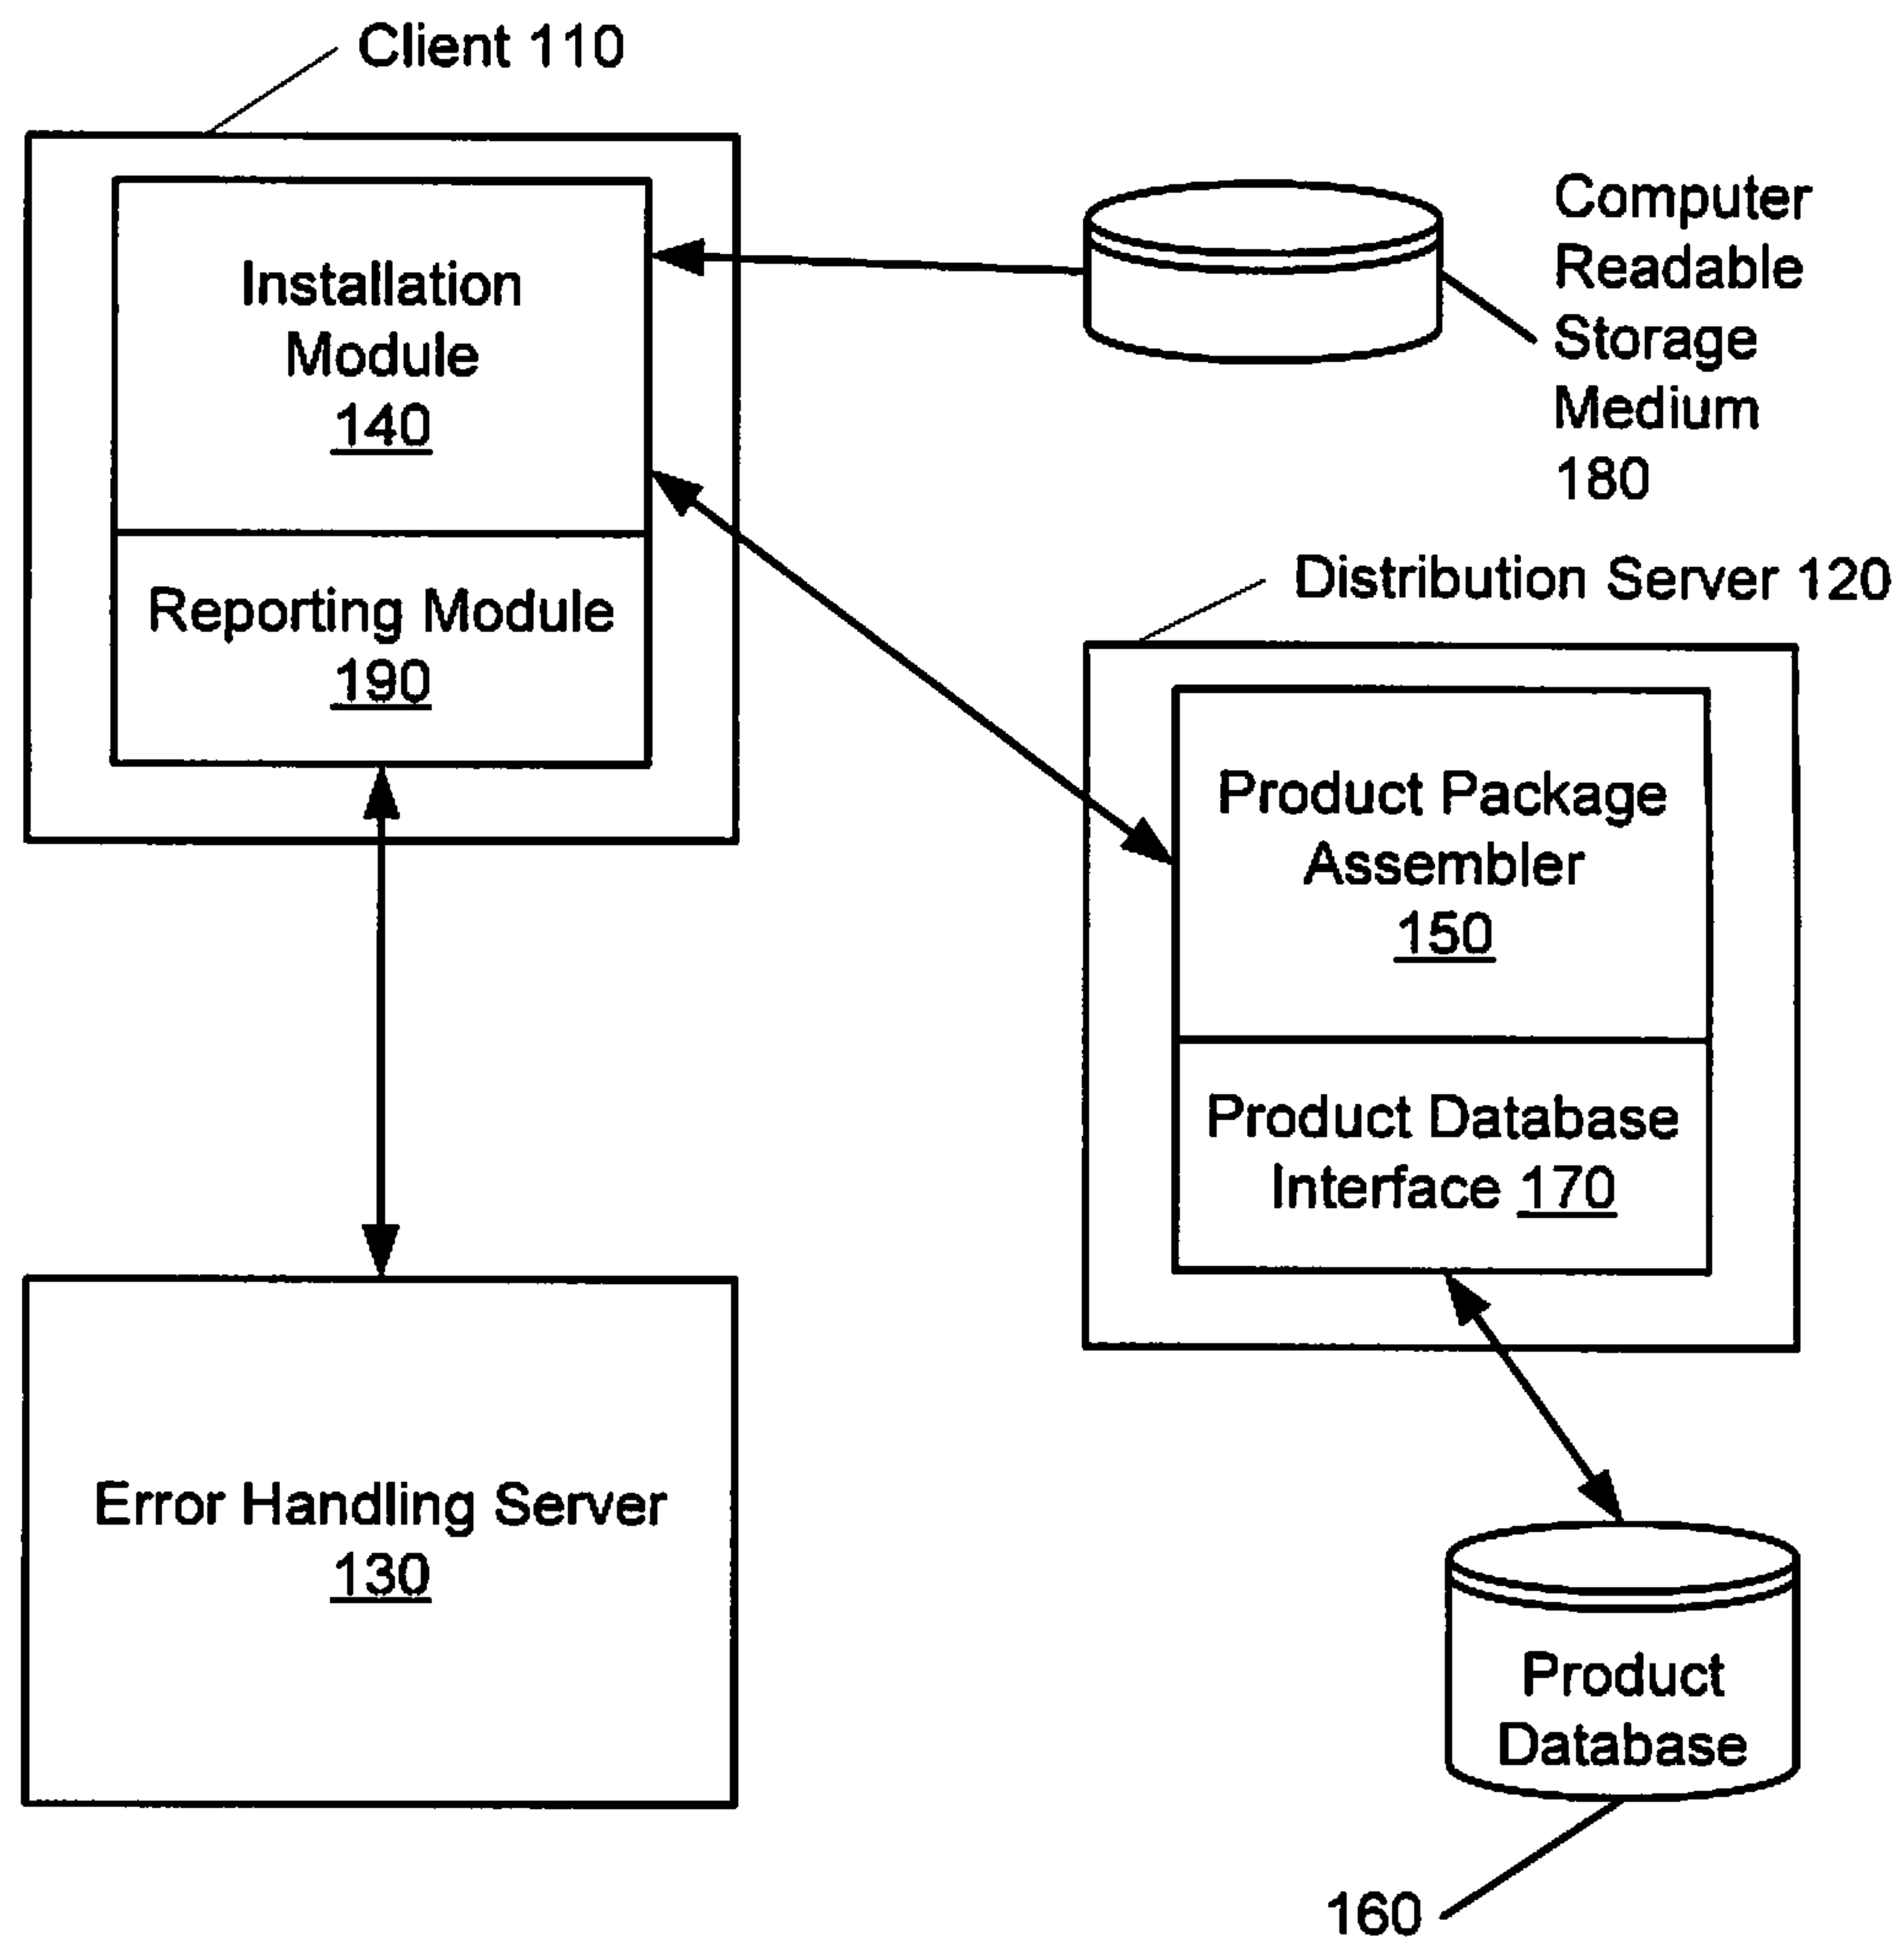 Client 110
Installation
Module
140
Reporting Module
190
Computer
Readable
Storage
Medium
180
Distribution Server 120
Product Package
Assembler
150
Product Database
Interface 170
Error Handling Server
130
Product
Database
160